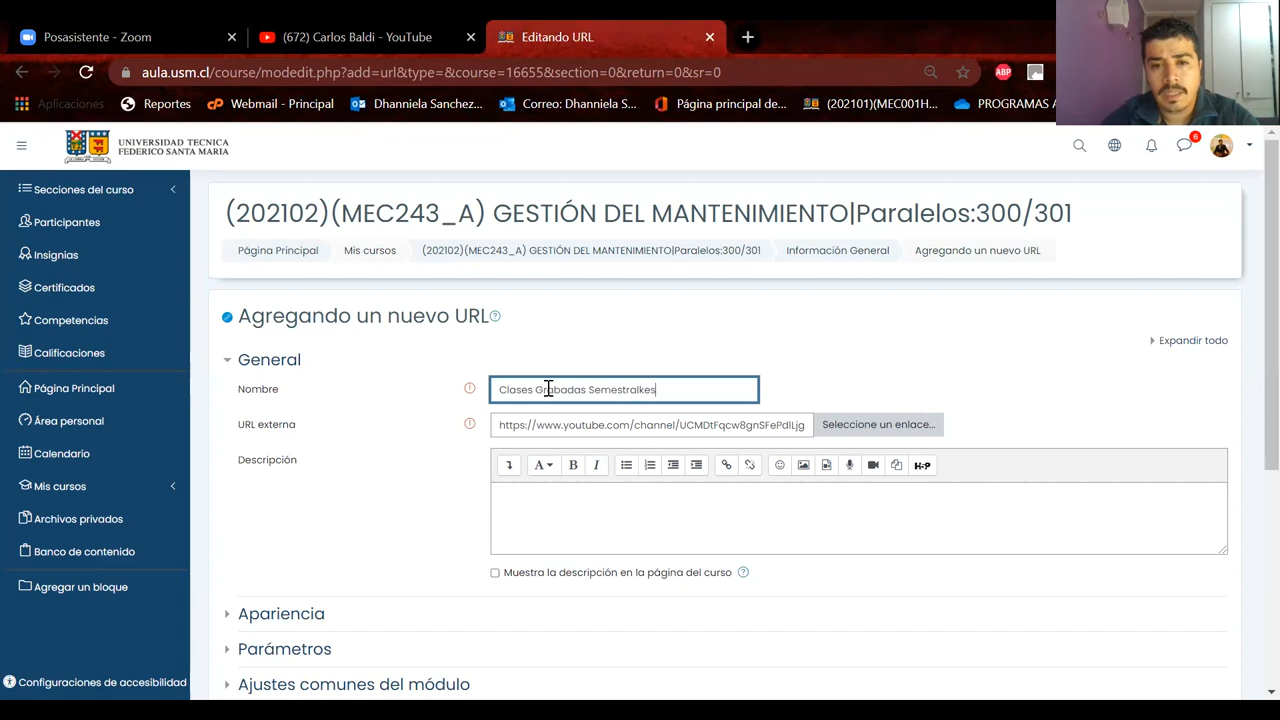 Posasistente - Zoom
(672) Carlos Baldi - YouTube
Editando URL
aula.usm.cl/course/modedit.php?add=url&type=&course=16655&section=0&return=0&sr=0
ABP
Aplicaciones
Reportes
Webmail - Principal
Dhanniela Sanchez...
Correo: Dhanniela S...
Página principal de...
(202101)(MEC001H...
PROGRAMAS A
UNIVERSIDAD TECNICA
FEDERICO SANTA MARIA
6
Secciones del curso
Participantes
Insignias
Certificados
Competencias
Calificaciones
Página Principal
Área personal
Calendario
Mis cursos
Archivos privados
Banco de contenido
Agregar un bloque
Configuraciones de accesibilidad
(202102)(MEC243_A) GESTIÓN DEL MANTENIMIENTO|Paralelos:300/301
Página Principal
Mis cursos
(202102)(MEC243_A) GESTIÓN DEL MANTENIMIENTO|Paralelos:300/301
Información General
Agregando un nuevo URL
Agregando un nuevo URL
Expandir todo
General
Nombre
Clases Grabadas Semestralkes
URL externa
https://www.youtube.com/channel/UCMDtFqcw8gnSFePdILjg
Seleccione un enlace...
Descripción
A
B
I
H-P
Muestra la descripción en la página del curso
Apariencia
Parámetros
Ajustes comunes del módulo